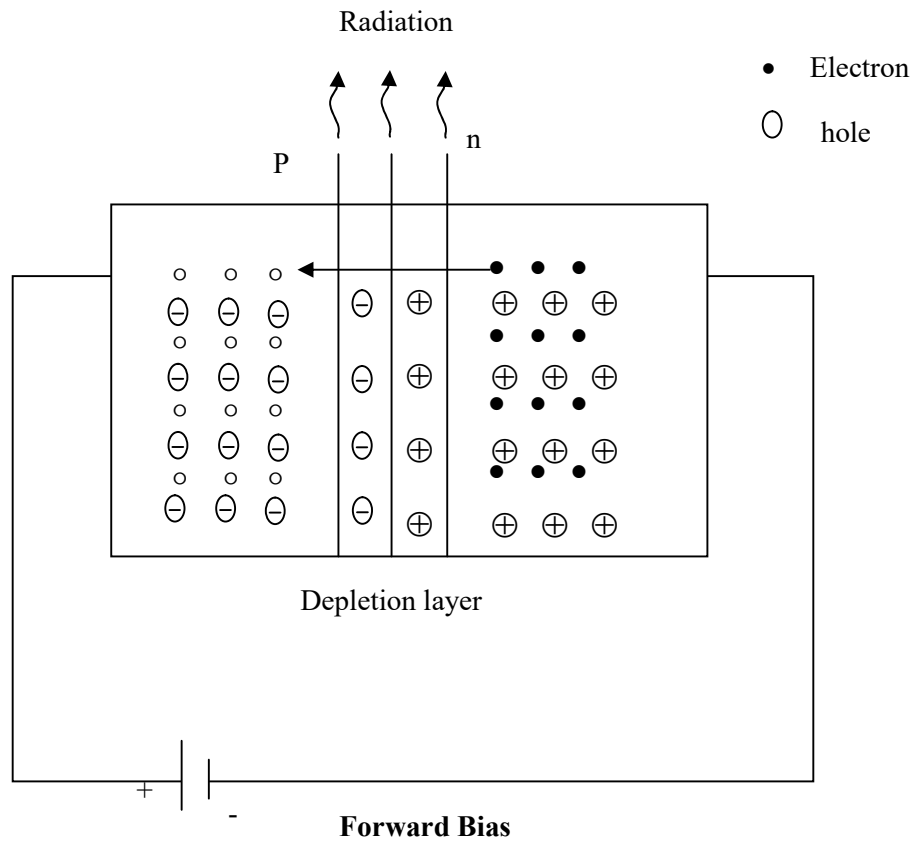 Radiation
Electron
hole
P
n
Depletion layer
+
-
Forward Bias